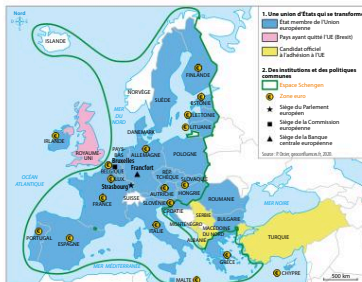 ISLANDE
NORVÈGE
FINLANDE
SUÈDE
ESTONIE
LETTONIE
LITUANIE
MER
DU
NORD
DANEMARK
IRLANDE
ROYAUME-
UNI
PAYS-
BAS
Bruxelles
BELGIQUE
LUX.
ALLEMAGNE
Francfort
POLOGNE
RÉP.
TCHÈQUE
SLOVAQUIE
Strasbourg
FRANCE
SUISSE
AUTRICHE
HONGRIE
SLOVÉNIE
CROATIE
ROUMANIE
OCÉAN
ATLANTIQUE
ITALIE
SERBIE
MONTÉNÉGRO
BULGARIE
MACÉDOINE
DU NORD
ALBANIE
MER NOIRE
PORTUGAL
ESPAGNE
GRÈCE
TURQUIE
MER MÉDITERRANÉE
MALTE
CHYPRE
500 km
1. Une union d'États qui se transforme
État membre de l'Union
européenne
Pays ayant quitté l'UE (Brexit)
Candidat officiel
à l'adhésion à l'UE
2. Des institutions et des politiques
communes
Espace Schengen
Zone euro
Siège du Parlement
européen
Siège de la Commission
européenne
Siège de la Banque
centrale européenne